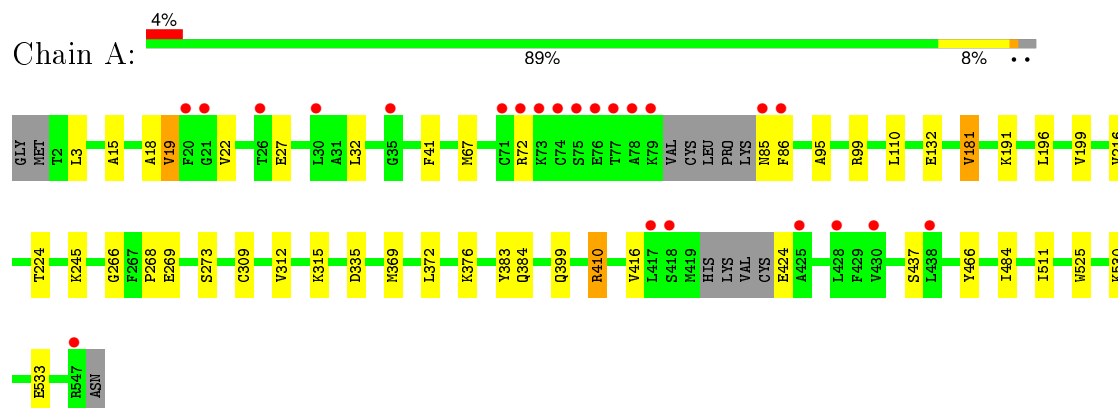 4%
Chain A:
89% 8% • •
GLY MET T2 L3 A15 A18 V19 F20 G21 V22 T26 E27 L30 A31 L32 G35 F41 M67 C71 R72 K73 C74 S75 E76 T77 A78 K79 VAL CYS LEU PRO LYS N85 F86 A95 R99 L110 E132 V181 K191 L196 V199
T224 K245 G266 F267 P268 E269 S273 C309 V312 K315 D335 M369 L372 K376 Y383 Q384 Q399 R410 V416 L417 S418 M419 HIS LYS VAL CYS E424 A425 L428 F429 V430 S437 L438 Y466 I484 I511 W525
E533 R547 ASN